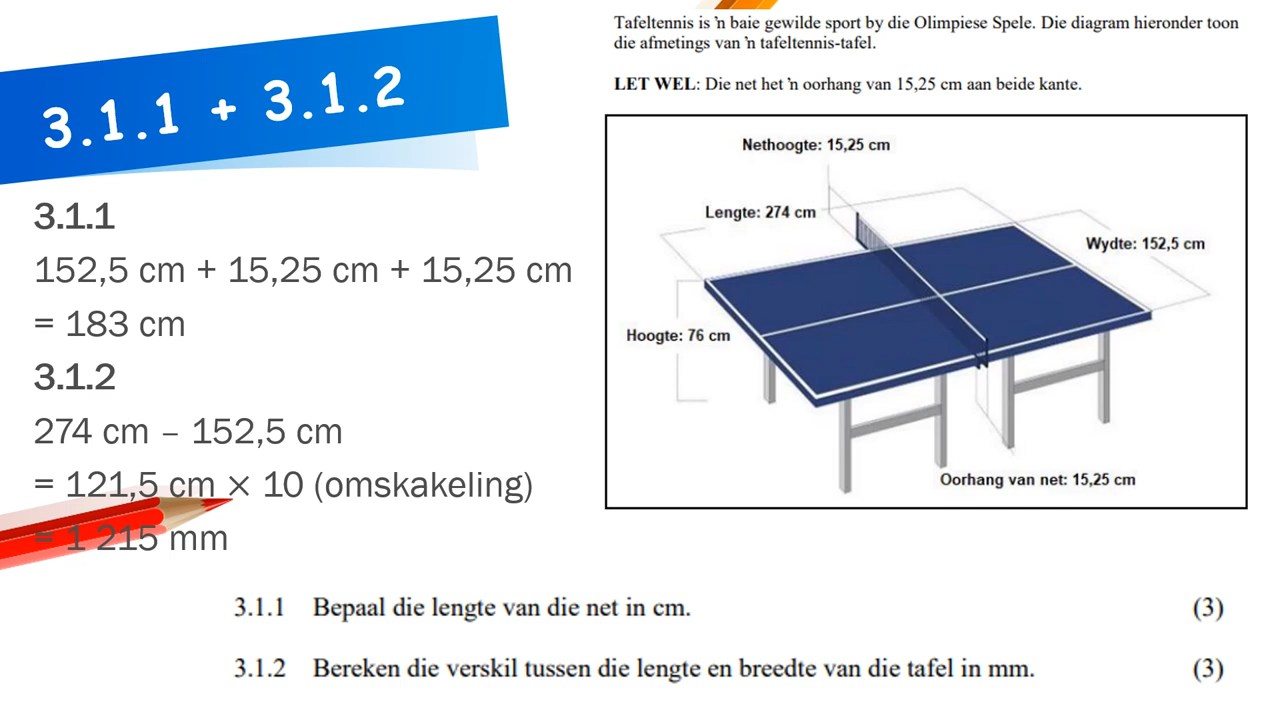 3.1.1 + 3.1.2
3.1.1
152,5 cm + 15,25 cm + 15,25 cm
= 183 cm
3.1.2
274 cm – 152,5 cm
= 121,5 cm × 10 (omskakeling)
= 1 215 mm
Tafeltennis is 'n baie gewilde sport by die Olimpiese Spele. Die diagram hieronder toon
die afmetings van 'n tafeltennis-tafel.
LET WEL: Die net het 'n oorhang van 15,25 cm aan beide kante.
Nethoogte: 15,25 cm
Lengte: 274 cm
Wydte: 152,5 cm
Hoogte: 76 cm
Oorhang van net: 15,25 cm
3.1.1 Bepaal die lengte van die net in cm. (3)
3.1.2 Bereken die verskil tussen die lengte en breedte van die tafel in mm. (3)